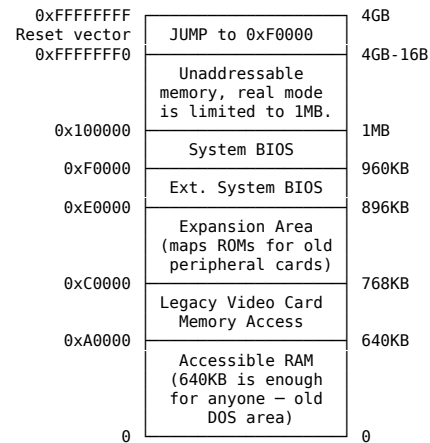 0xFFFFFFFF 4GB
Reset vector JUMP to 0xF0000
0xFFFFFFF0 4GB-16B
Unaddressable
memory, real mode
is limited to 1MB.
0x100000 1MB
System BIOS
0xF0000 960KB
Ext. System BIOS
0xE0000 896KB
Expansion Area
(maps ROMs for old
peripheral cards)
0xC0000 768KB
Legacy Video Card
Memory Access
0xA0000 640KB
Accessible RAM
(640KB is enough
for anyone – old
DOS area)
0 0